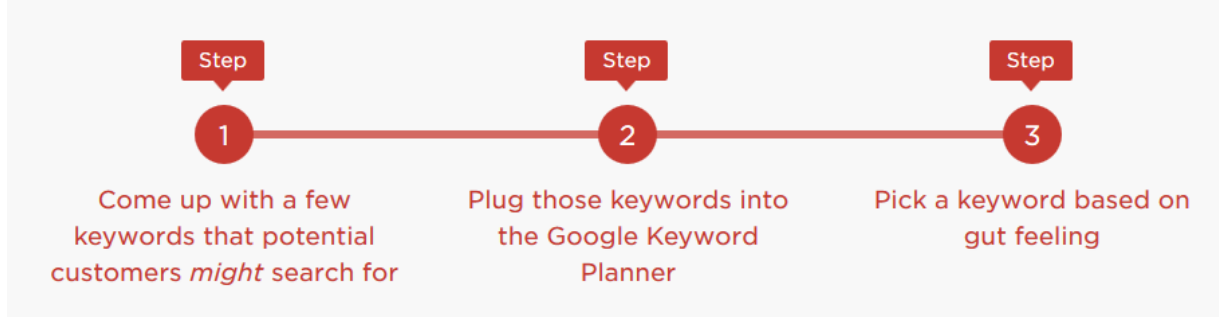 Step
1
Come up with a few
keywords that potential
customers might search for
Step
2
Plug those keywords into
the Google Keyword
Planner
Step
3
Pick a keyword based on
gut feeling